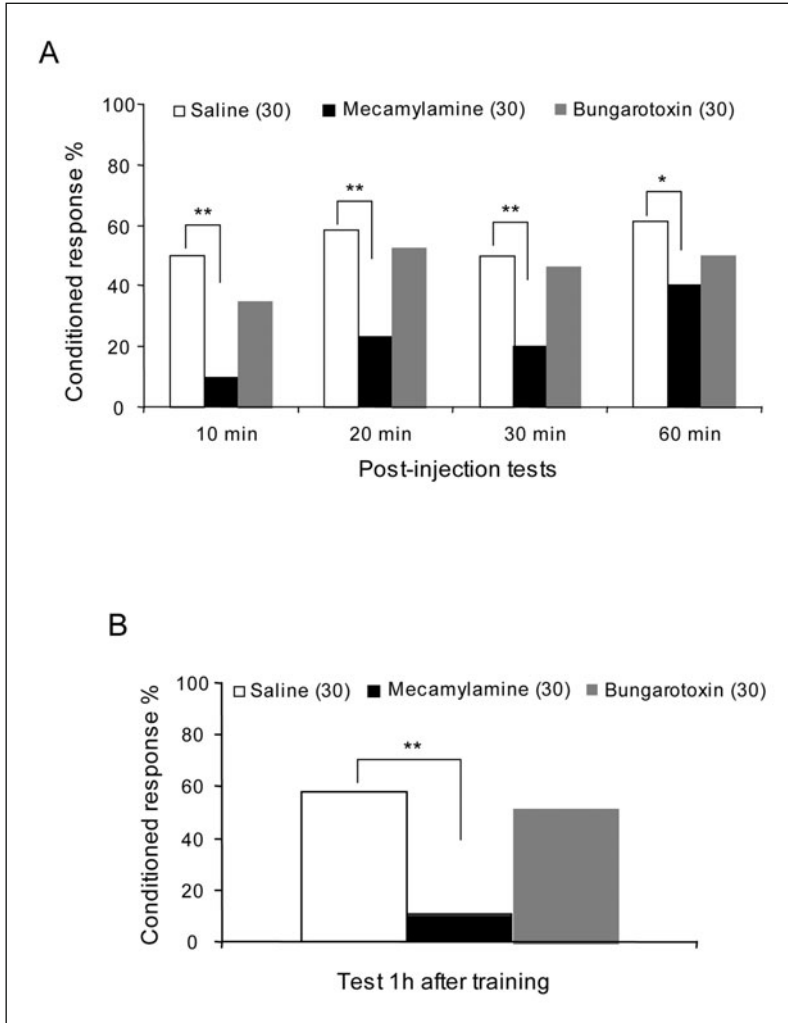 A
Conditioned response %
100
80
60
40
20
0
Saline (30) Mecamylamine (30) Bungarotoxin (30)
** ** ** *
10 min 20 min 30 min 60 min
Post-injection tests
B
Conditioned response %
100
80
60
40
20
0
Saline (30) Mecamylamine (30) Bungarotoxin (30)
**
Test 1h after training